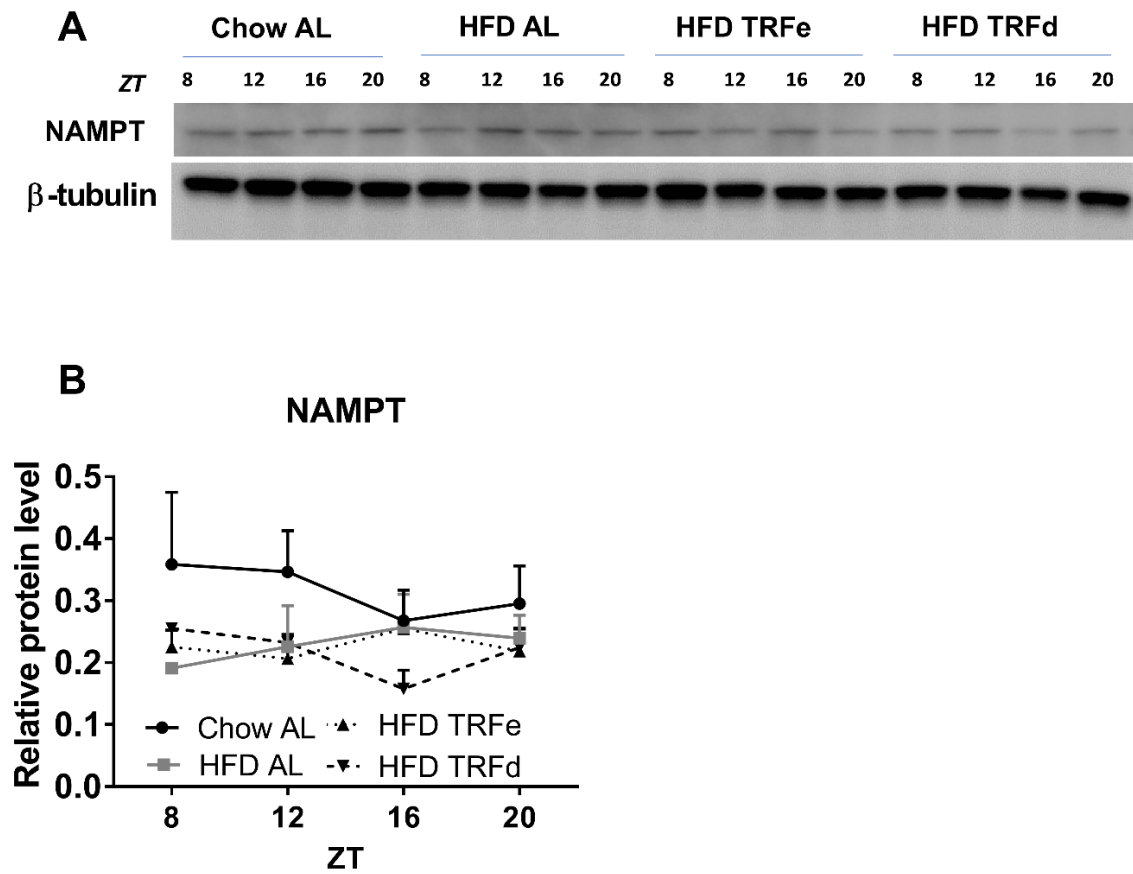 A
Chow AL HFD AL HFD TRFe HFD TRFd
ZT 8 12 16 20 8 12 16 20 8 12 16 20 8 12 16 20
NAMPT
β-tubulin
B
NAMPT
Relative protein level
0.5
0.4
0.3
0.2
0.1
0.0
Chow AL HFD TRFe
HFD AL HFD TRFd
8 12 16 20
ZT